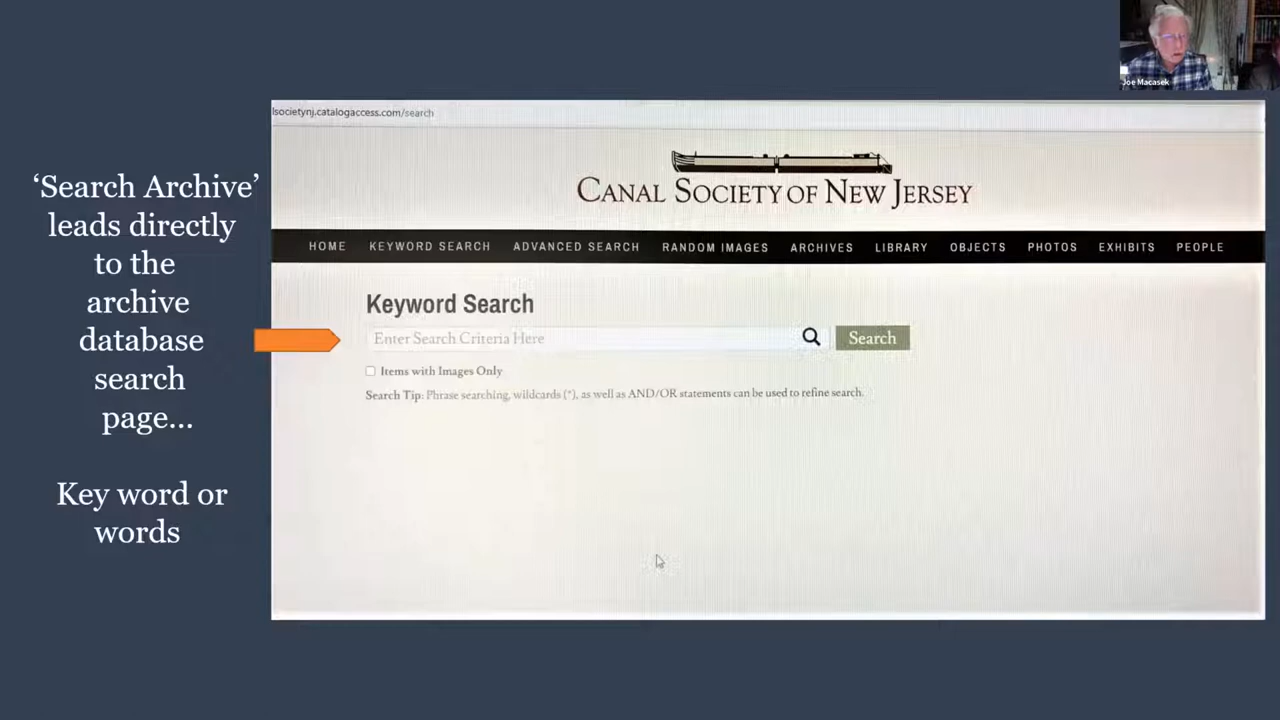 Joe Macasek
lsocietynj.catalogaccess.com/search
CANAL SOCIETY OF NEW JERSEY
HOME KEYWORD SEARCH ADVANCED SEARCH RANDOM IMAGES ARCHIVES LIBRARY OBJECTS PHOTOS EXHIBITS PEOPLE
‘Search Archive’
leads directly
to the
archive
database
search
page...
Key word or
words
Keyword Search
Enter Search Criteria Here
Search
Items with Images Only
Search Tip: Phrase searching, wildcards (*), as well as AND/OR statements can be used to refine search.